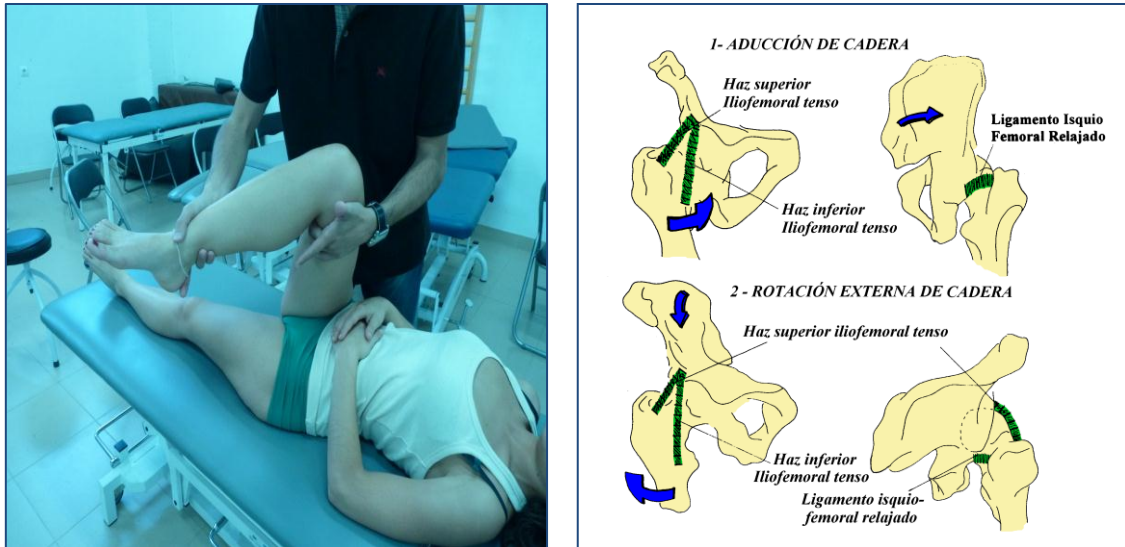 1- ADUCCIÓN DE CADERA
Haz superior
Iliofemoral tenso
Ligamento Isquio
Femoral Relajado
Haz inferior
Iliofemoral tenso
2 - ROTACIÓN EXTERNA DE CADERA
Haz superior iliofemoral tenso
Haz inferior
Iliofemoral tenso
Ligamento isquio-
femoral relajado